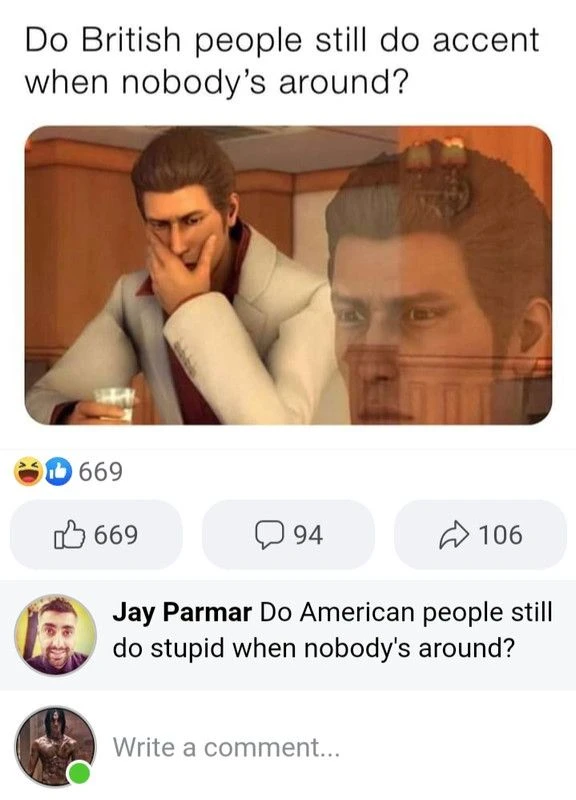 Do British people still do accent
when nobody’s around?
669
669
94
106
Jay Parmar Do American people still
do stupid when nobody's around?
Write a comment...